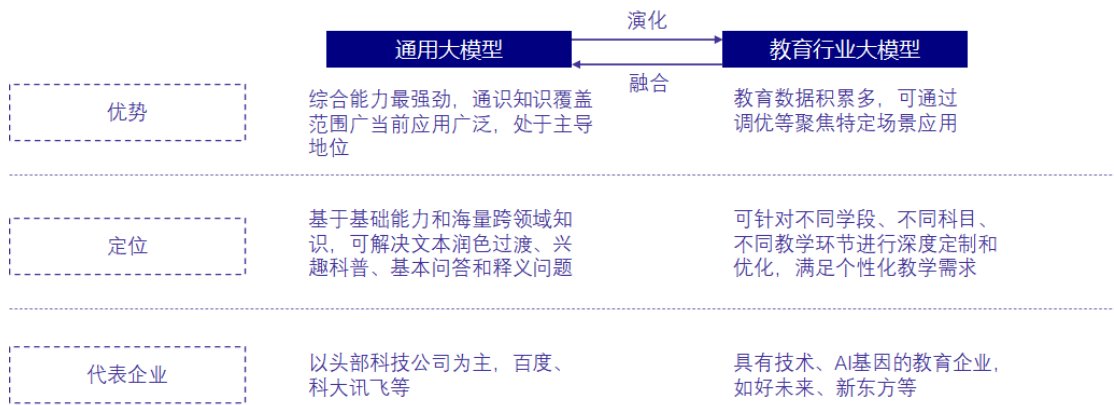 演化
通用大模型
教育行业大模型
融合
优势
综合能力最强劲，通识知识覆盖
范围广当前应用广泛，处于主导
地位
教育数据积累多，可通过
调优等聚焦特定场景应用
定位
基于基础能力和海量跨领域知
识，可解决文本润色过渡、兴
趣科普、基本问答和释义问题
可针对不同学段、不同科目、
不同教学环节进行深度定制和
优化，满足个性化教学需求
代表企业
以头部科技公司为主，百度、
科大讯飞等
具有技术、AI基因的教育企业，
如好未来、新东方等